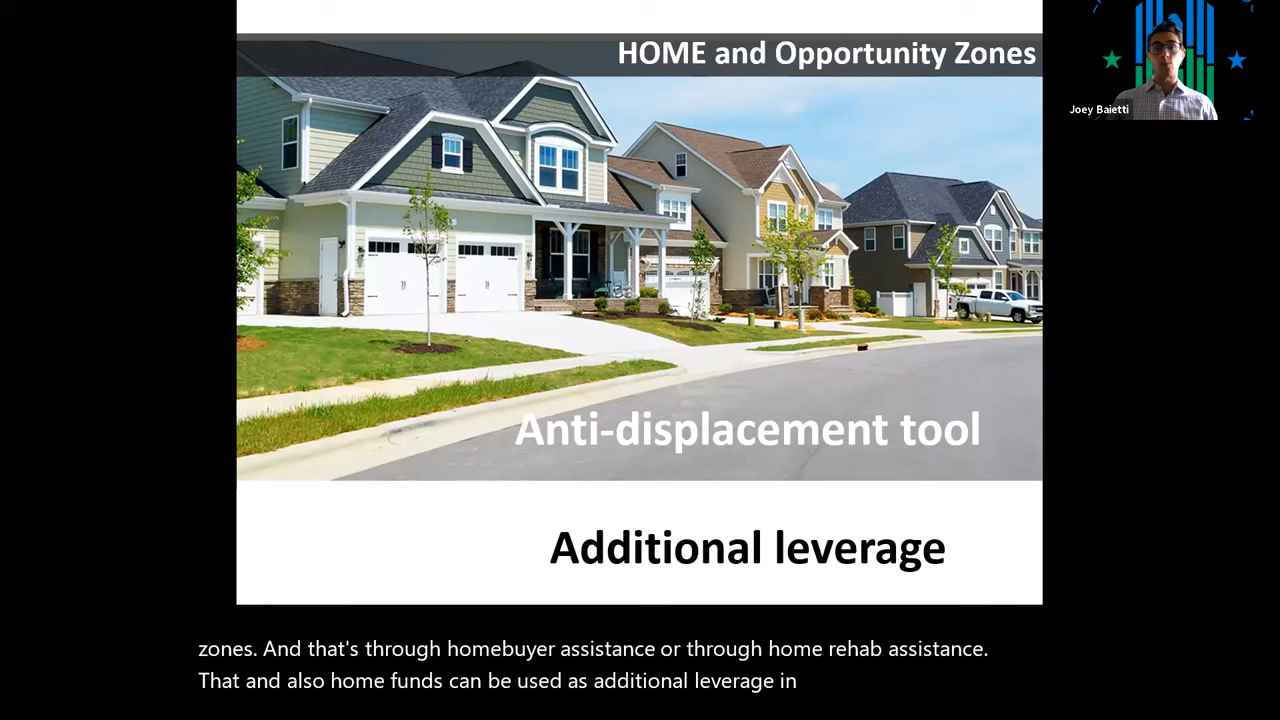 HOME and Opportunity Zones
Joey Baietti
Anti-displacement tool
Additional leverage
zones. And that's through homebuyer assistance or through home rehab assistance.
That and also home funds can be used as additional leverage in